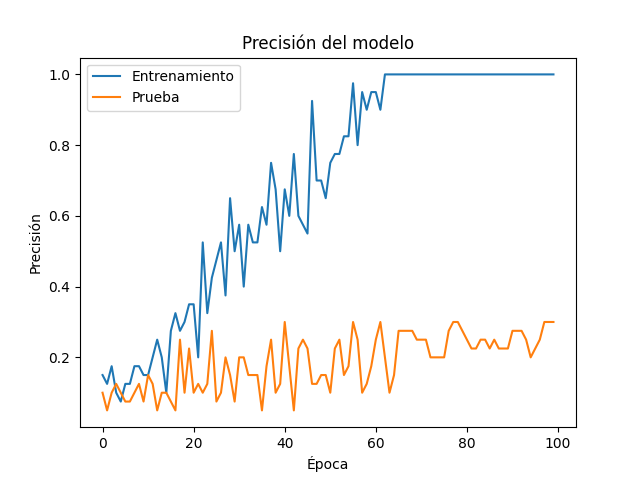 Precisión del modelo
Entrenamiento
Prueba
Precisión
1.0
0.8
0.6
0.4
0.2
0 20 40 60 80 100
Época